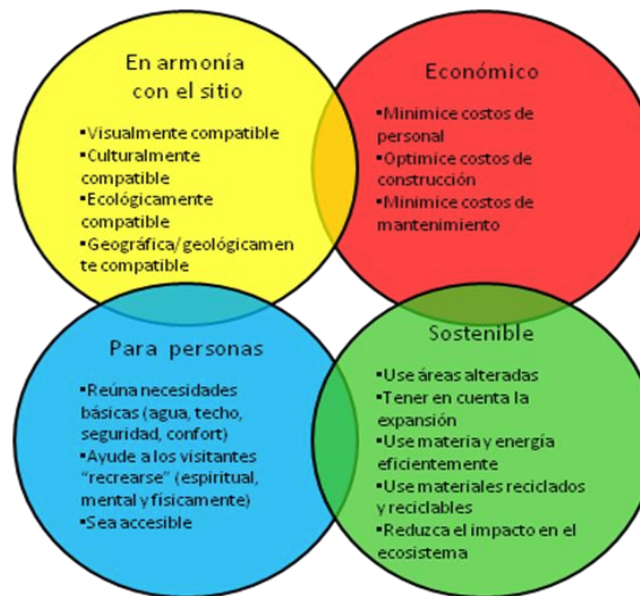 En armonía
con el sitio
▪Visualmente compatible
▪Culturalmente
compatible
▪Ecológicamente
compatible
▪Geográfica/geológicamen
te compatible
Económico
▪Minimice costos de
personal
▪Optimice costos de
construcción
▪Minimice costos de
mantenimiento
Para personas
▪Reúna necesidades
básicas (agua, techo,
seguridad, confort)
▪Ayude a los visitantes
"recrearse" (espiritual,
mental y físicamente)
▪Sea accesible
Sostenible
▪Use áreas alteradas
▪Tener en cuenta la
expansión
▪Use materia y energía
eficientemente
▪Use materiales reciclados
y reciclables
▪Reduzca el impacto en el
ecosistema